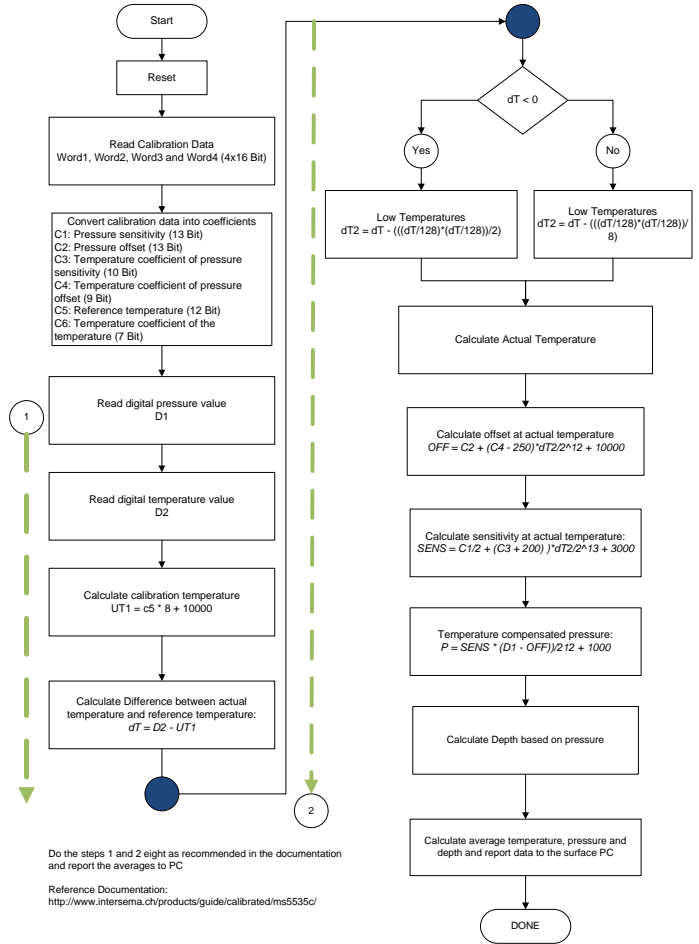 Start
Reset
Read Calibration Data
Word1, Word2, Word3 and Word4 (4x16 Bit)
Convert calibration data into coefficients
C1: Pressure sensitivity (13 Bit)
C2: Pressure offset (13 Bit)
C3: Temperature coefficient of pressure
sensitivity (10 Bit)
C4: Temperature coefficient of pressure
offset (9 Bit)
C5: Reference temperature (12 Bit)
C6: Temperature coefficient of the
temperature (7 Bit)
1
Read digital pressure value
D1
Read digital temperature value
D2
Calculate calibration temperature
UT1 = c5 * 8 + 10000
Calculate Difference between actual
temperature and reference temperature:
dT = D2 - UT1
2
dT < 0
Yes
No
Low Temperatures
dT2 = dT - (((dT/128)*(dT/128))/2)
Low Temperatures
dT2 = dT - (((dT/128)*(dT/128))/
8)
Calculate Actual Temperature
Calculate offset at actual temperature
OFF = C2 + (C4 - 250)*dT2/2^12 + 10000
Calculate sensitivity at actual temperature:
SENS = C1/2 + (C3 + 200) )*dT2/2^13 + 3000
Temperature compensated pressure:
P = SENS * (D1 - OFF))/212 + 1000
Calculate Depth based on pressure
Calculate average temperature, pressure and
depth and report data to the surface PC
DONE
Do the steps 1 and 2 eight as recommended in the documentation
and report the averages to PC
Reference Documentation:
http://www.intersema.ch/products/guide/calibrated/ms5535c/